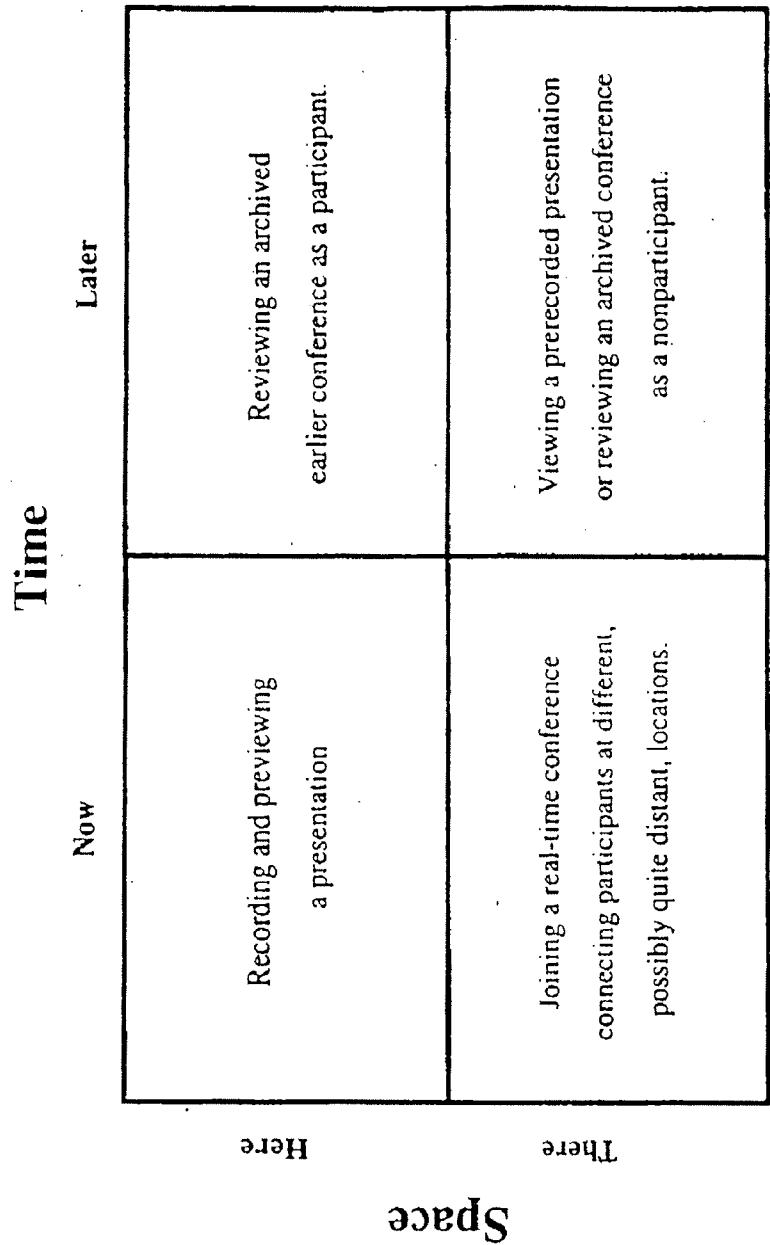 Time
Now
Later
Space
Here
Recording and previewing
a presentation
Reviewing an archived
earlier conference as a participant.
There
Joining a real-time conference
connecting participants at different,
possibly quite distant, locations.
Viewing a prerecorded presentation
or reviewing an archived conference
as a nonparticipant.